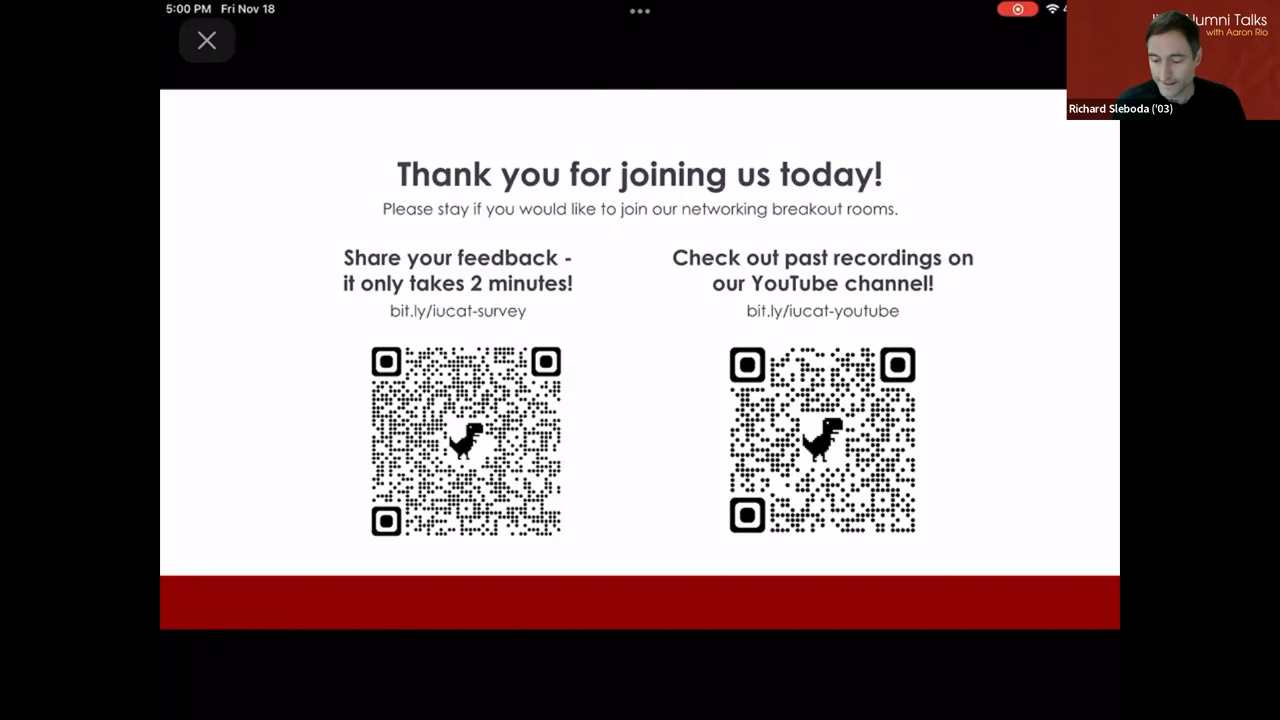 5:00 PM Fri Nov 18
umni Talks
with Aaron Rio
Richard Sleboda ('03)
Thank you for joining us today!
Please stay if you would like to join our networking breakout rooms.
Share your feedback -
it only takes 2 minutes!
bit.ly/iucat-survey
Check out past recordings on
our YouTube channel!
bit.ly/iucat-youtube